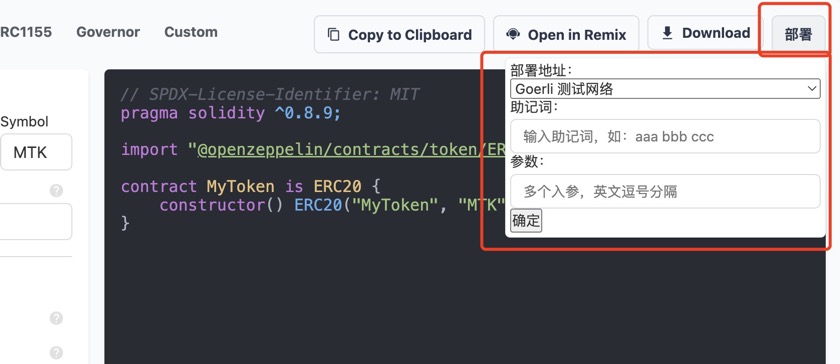 RC1155 Governor Custom Copy to Clipboard Open in Remix Download 部署
Symbol
MTK
// SPDX-License-Identifier: MIT
pragma solidity ^0.8.9;
import "@openzeppelin/contracts/token/ER
contract MyToken is ERC20 {
constructor() ERC20("MyToken", "MTK"
}
部署地址：
Goerli 测试网络
助记词：
输入助记词，如：aaa bbb ccc
参数：
多个入参，英文逗号分隔
确定